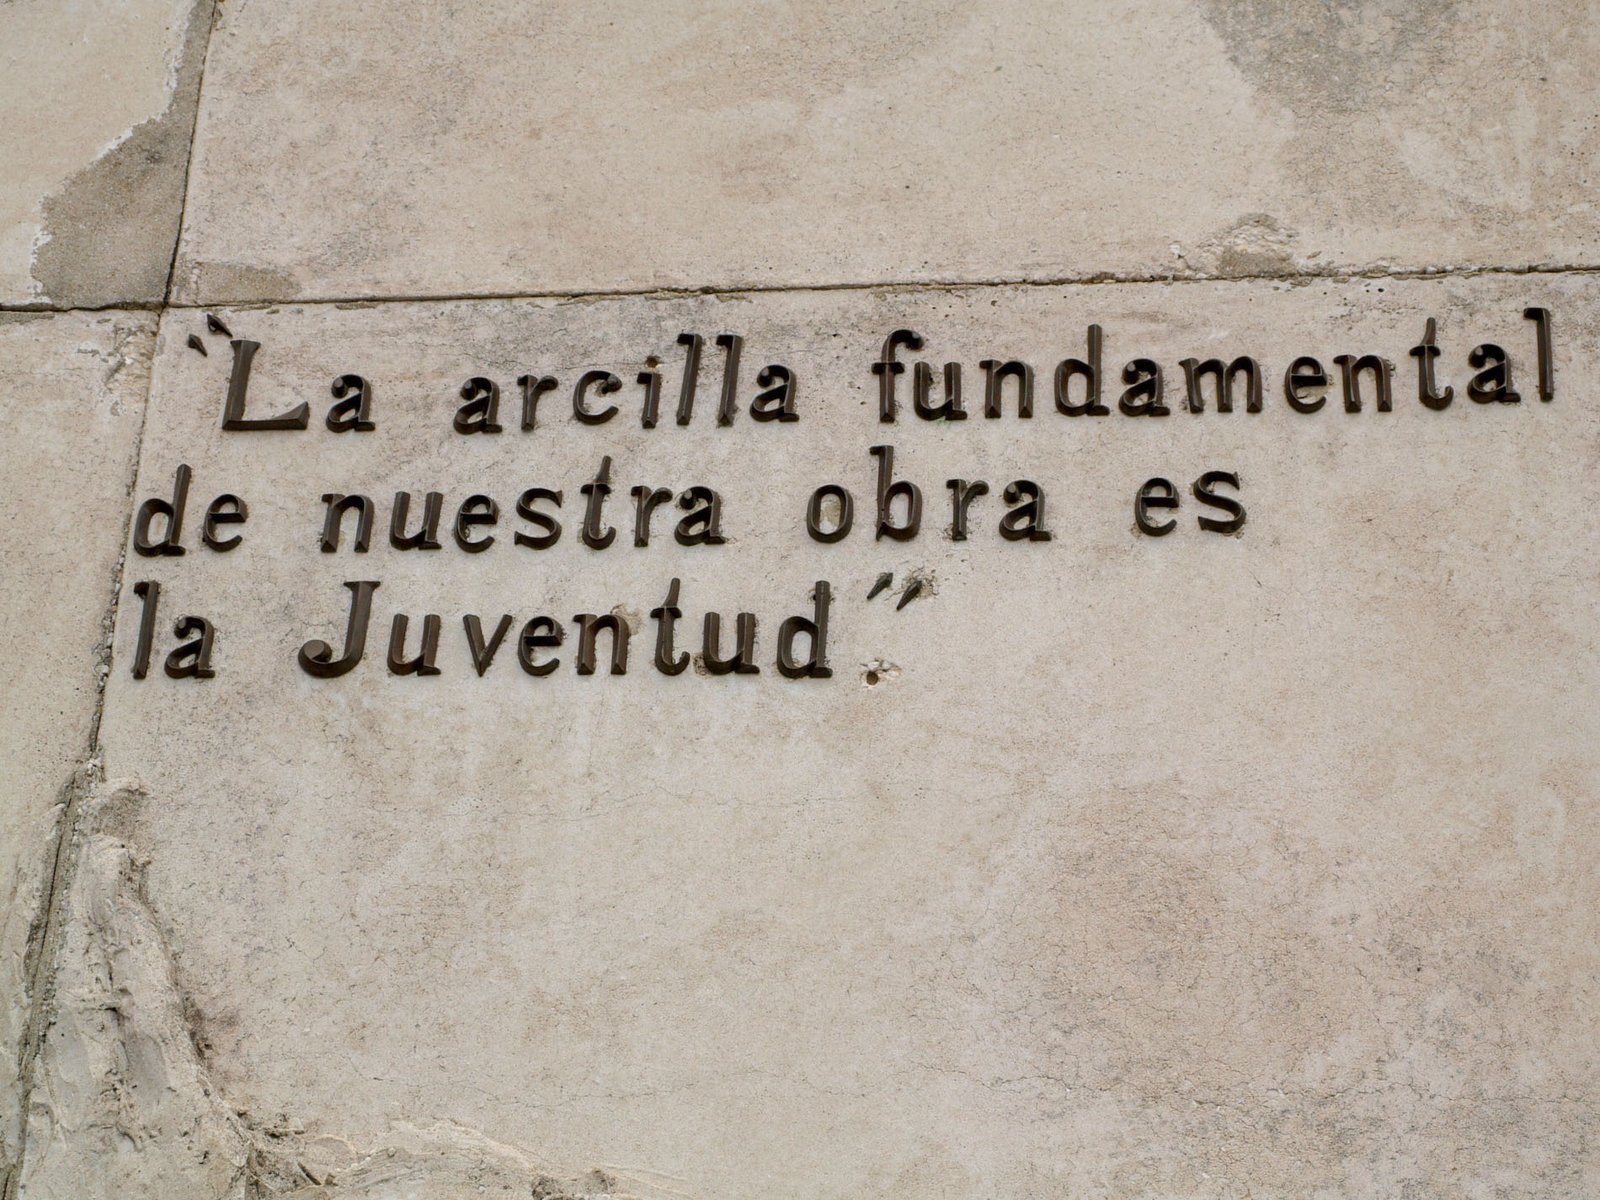 "La arcilla fundamental
de nuestra obra es
la Juventud"